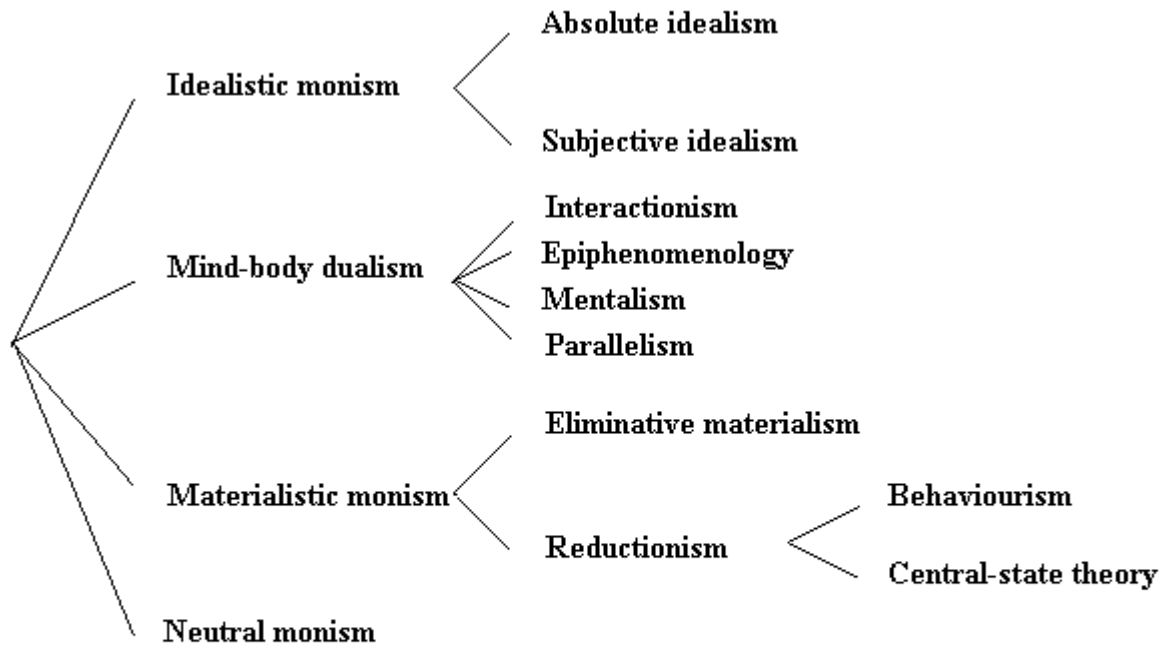 Absolute idealism
Idealistic monism
Subjective idealism
Interactionism
Epiphenomenology
Mind-body dualism
Mentalism
Parallelism
Eliminative materialism
Materialistic monism
Behaviourism
Reductionism
Central-state theory
Neutral monism